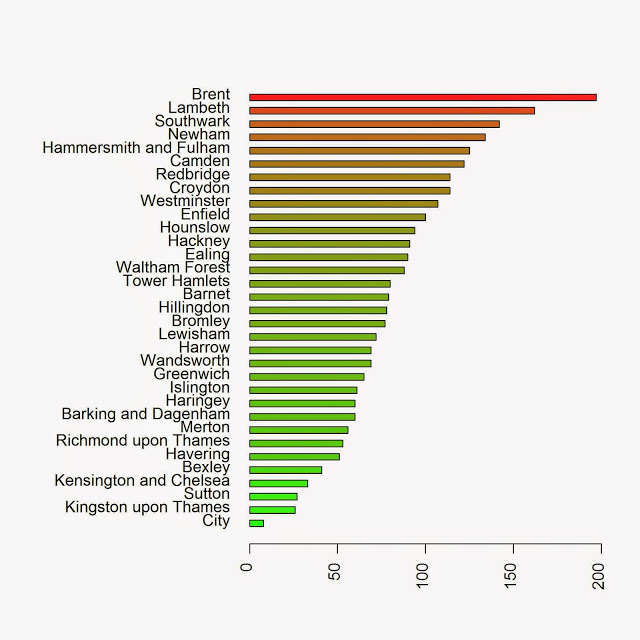 Brent
Lambeth
Southwark
Newham
Hammersmith and Fulham
Camden
Redbridge
Croydon
Westminster
Enfield
Hounslow
Hackney
Ealing
Waltham Forest
Tower Hamlets
Barnet
Hillingdon
Bromley
Lewisham
Harrow
Wandsworth
Greenwich
Islington
Haringey
Barking and Dagenham
Merton
Richmond upon Thames
Havering
Bexley
Kensington and Chelsea
Sutton
Kingston upon Thames
City
0
50
100
150
200